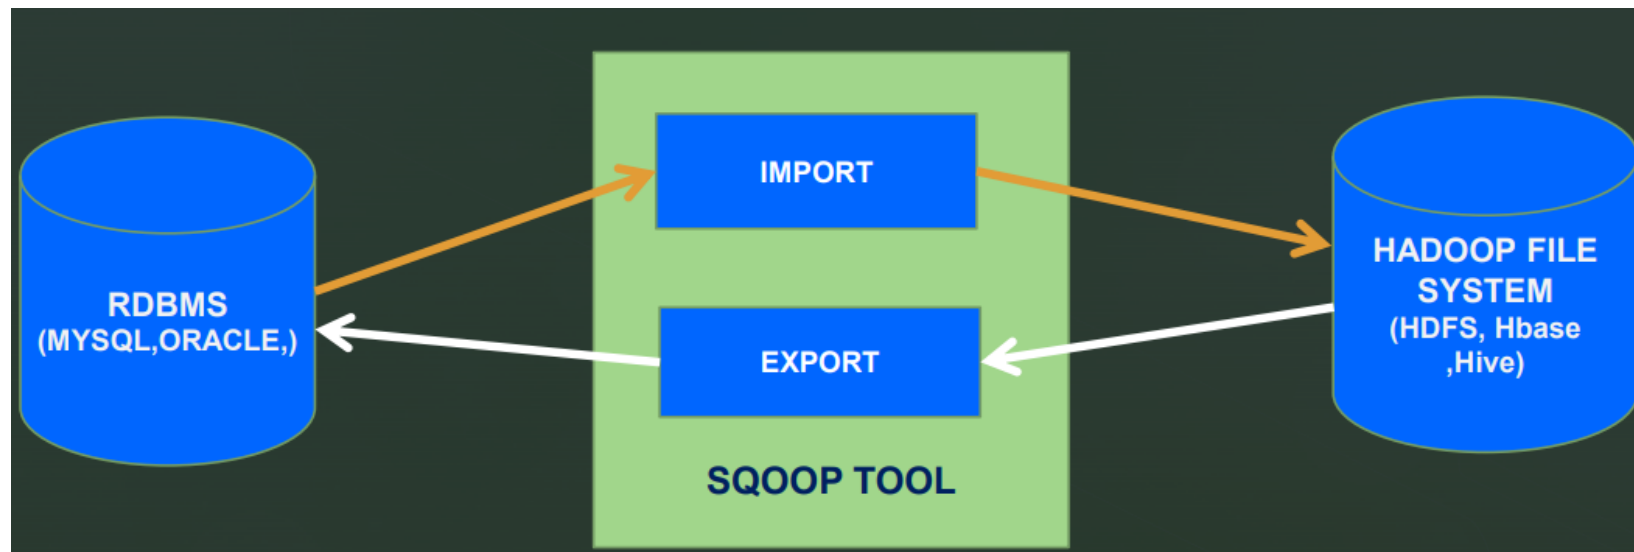 RDBMS
(MYSQL,ORACLE,)
IMPORT
EXPORT
SQOOP TOOL
HADOOP FILE
SYSTEM
(HDFS, Hbase
,Hive)